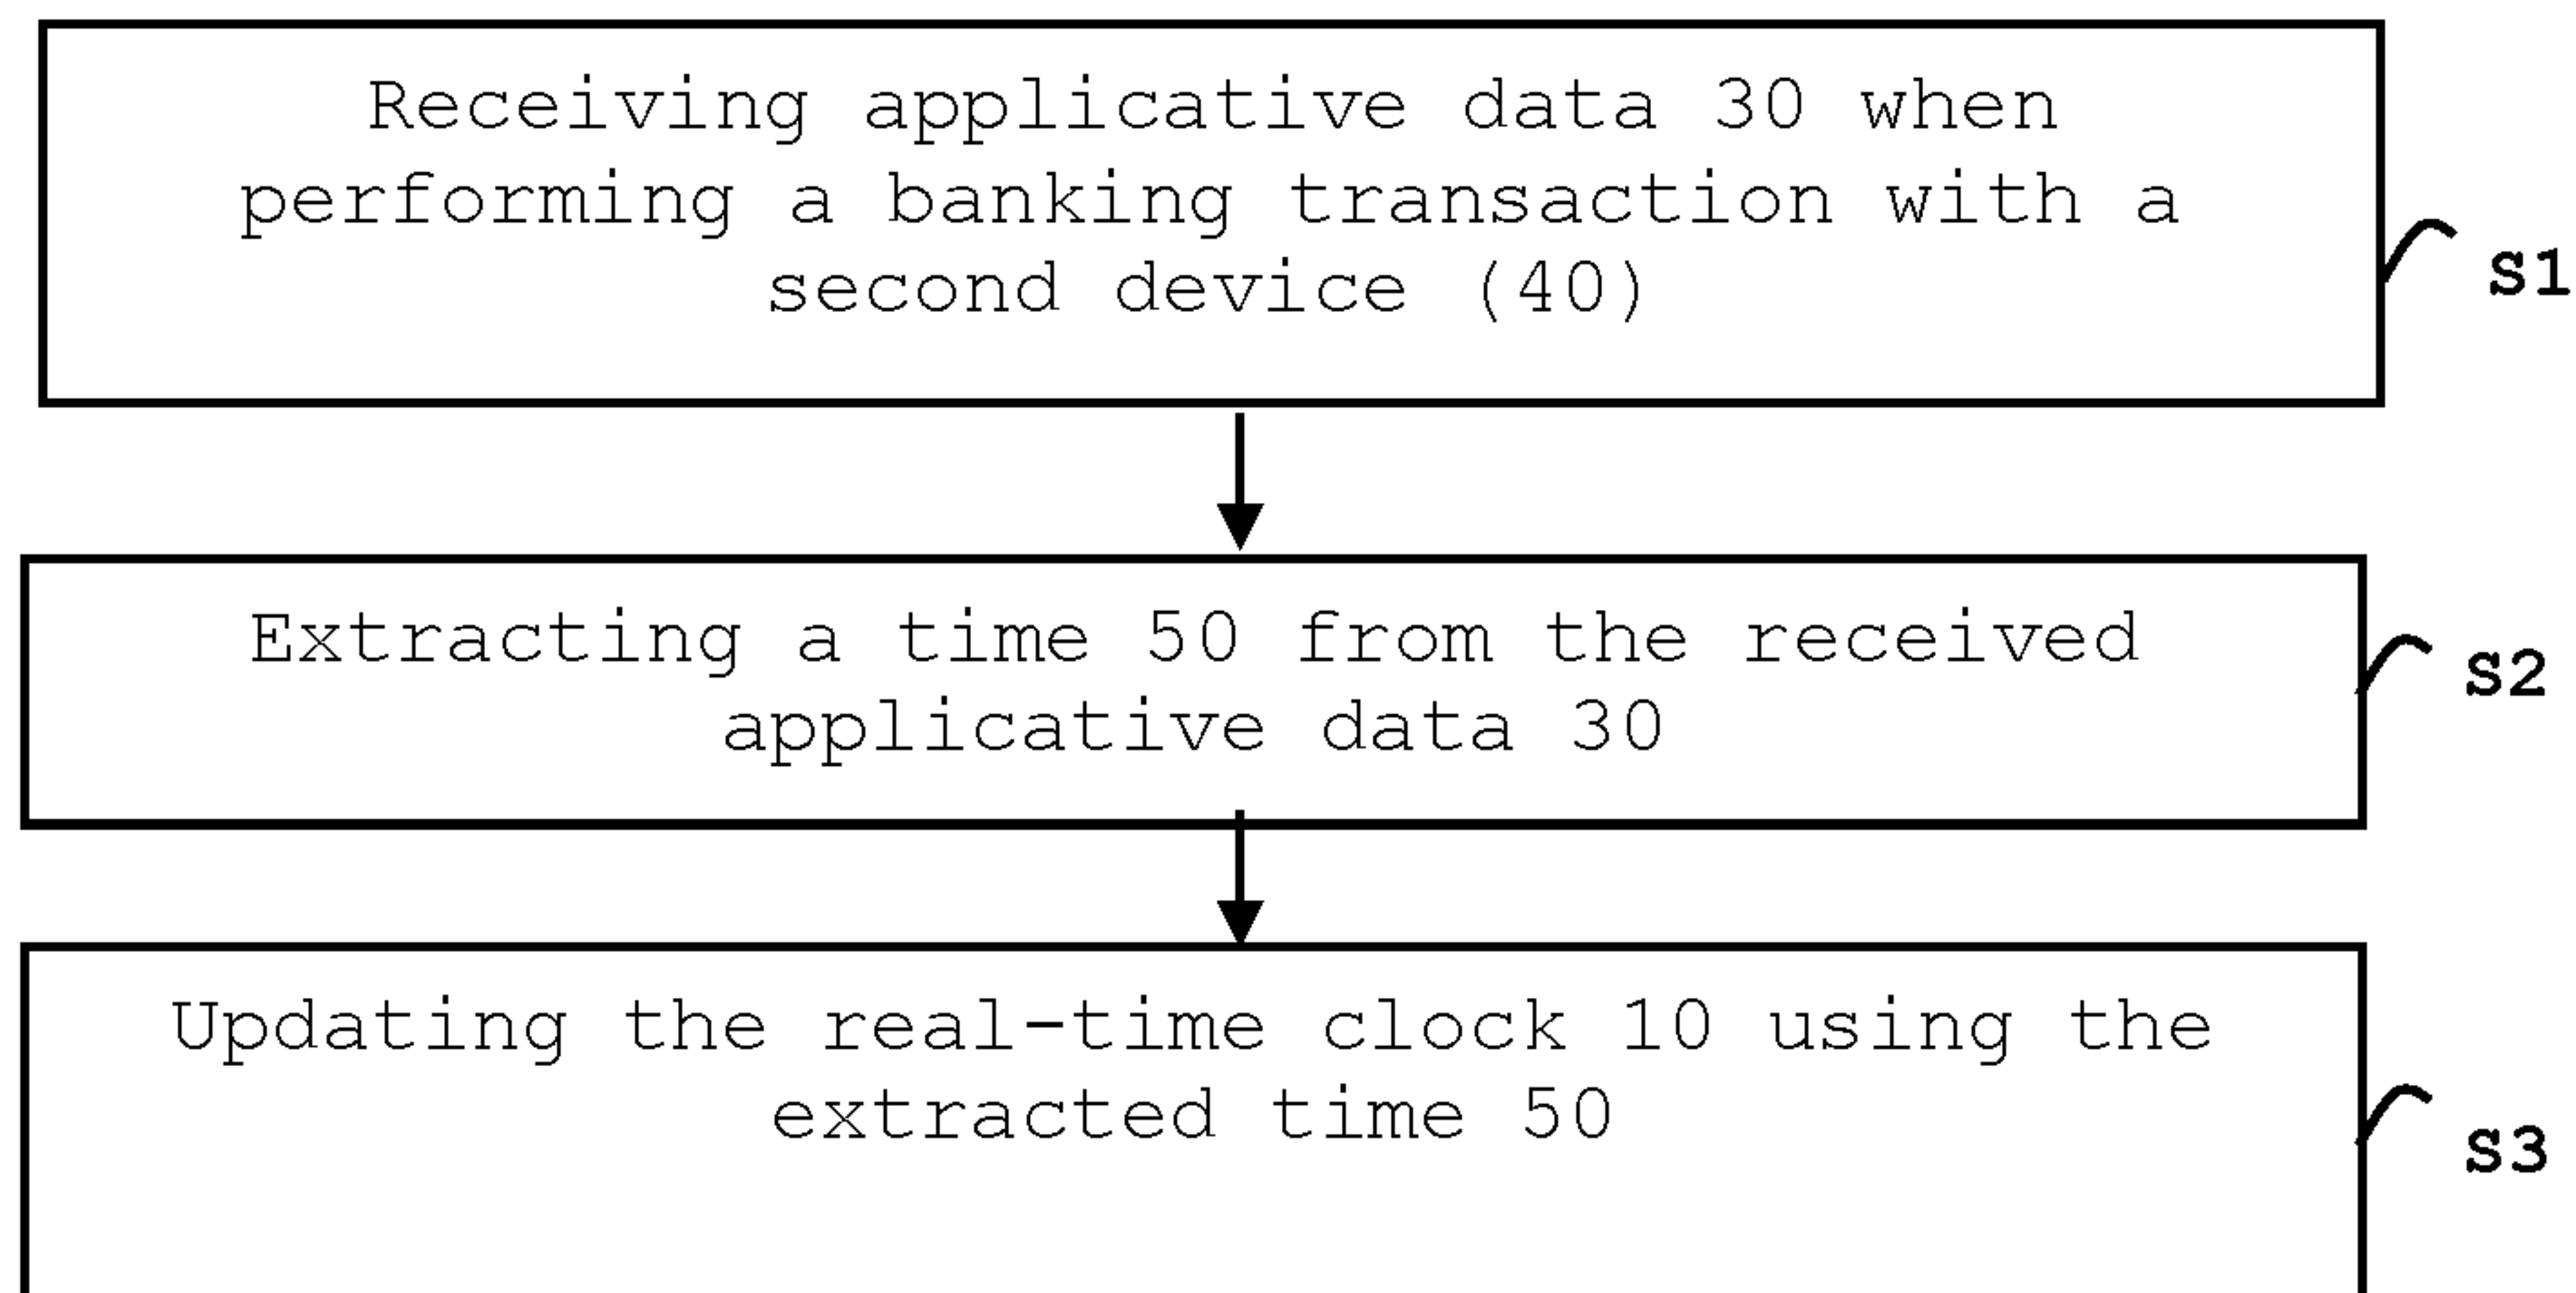 Receiving applicative data 30 when
performing a banking transaction with a
second device (40)
S1
Extracting a time 50 from the received
applicative data 30
S2
Updating the real-time clock 10 using the
extracted time 50
S3